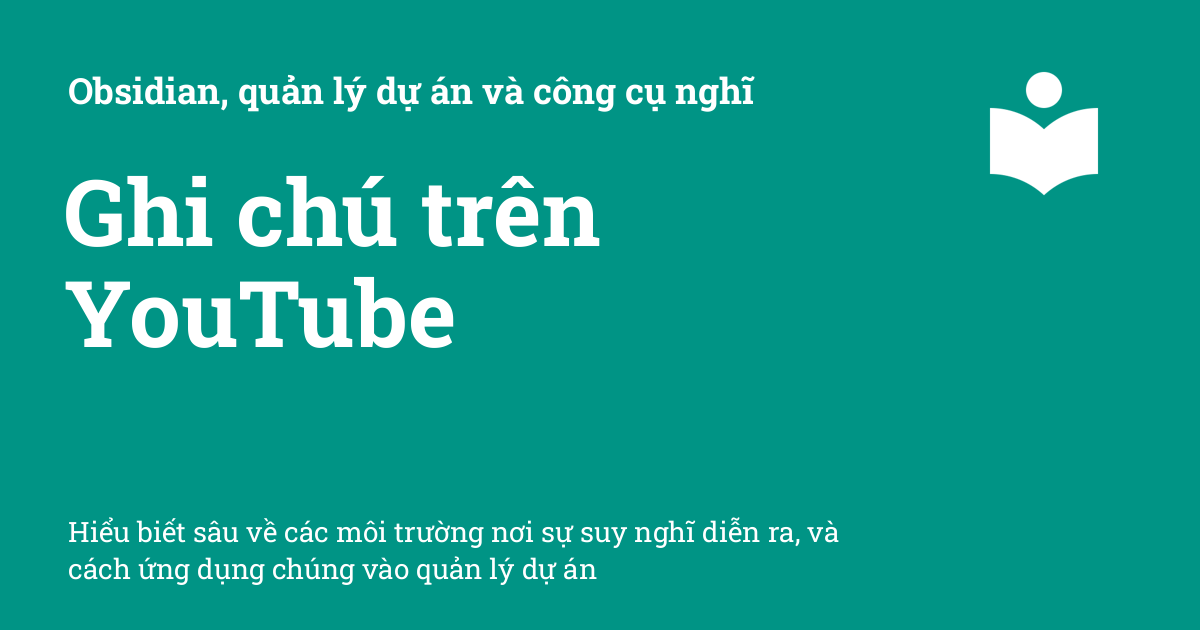 Obsidian, quản lý dự án và công cụ nghĩ
Ghi chú trên
YouTube
Hiểu biết sâu về các môi trường nơi sự suy nghĩ diễn ra, và
cách ứng dụng chúng vào quản lý dự án